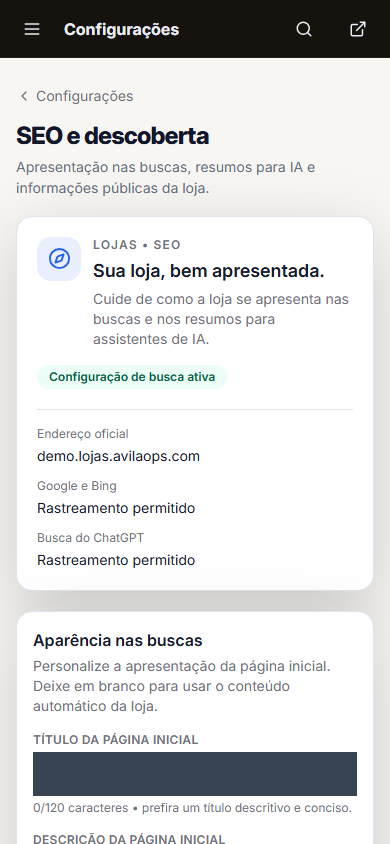 Configurações
Configurações
SEO e descoberta
Apresentação nas buscas, resumos para IA e
informações públicas da loja.
LOJAS • SEO
Sua loja, bem apresentada.
Cuide de como a loja se apresenta nas
buscas e nos resumos para
assistentes de IA.
Configuração de busca ativa
Endereço oficial
demo.lojas.avilaops.com
Google e Bing
Rastreamento permitido
Busca do ChatGPT
Rastreamento permitido
Aparência nas buscas
Personalize a apresentação da página inicial.
Deixe em branco para usar o conteúdo
automático da loja.
TÍTULO DA PÁGINA INICIAL
0/120 caracteres • prefira um título descritivo e conciso.
DESCRIÇÃO DA PÁGINA INICIAL